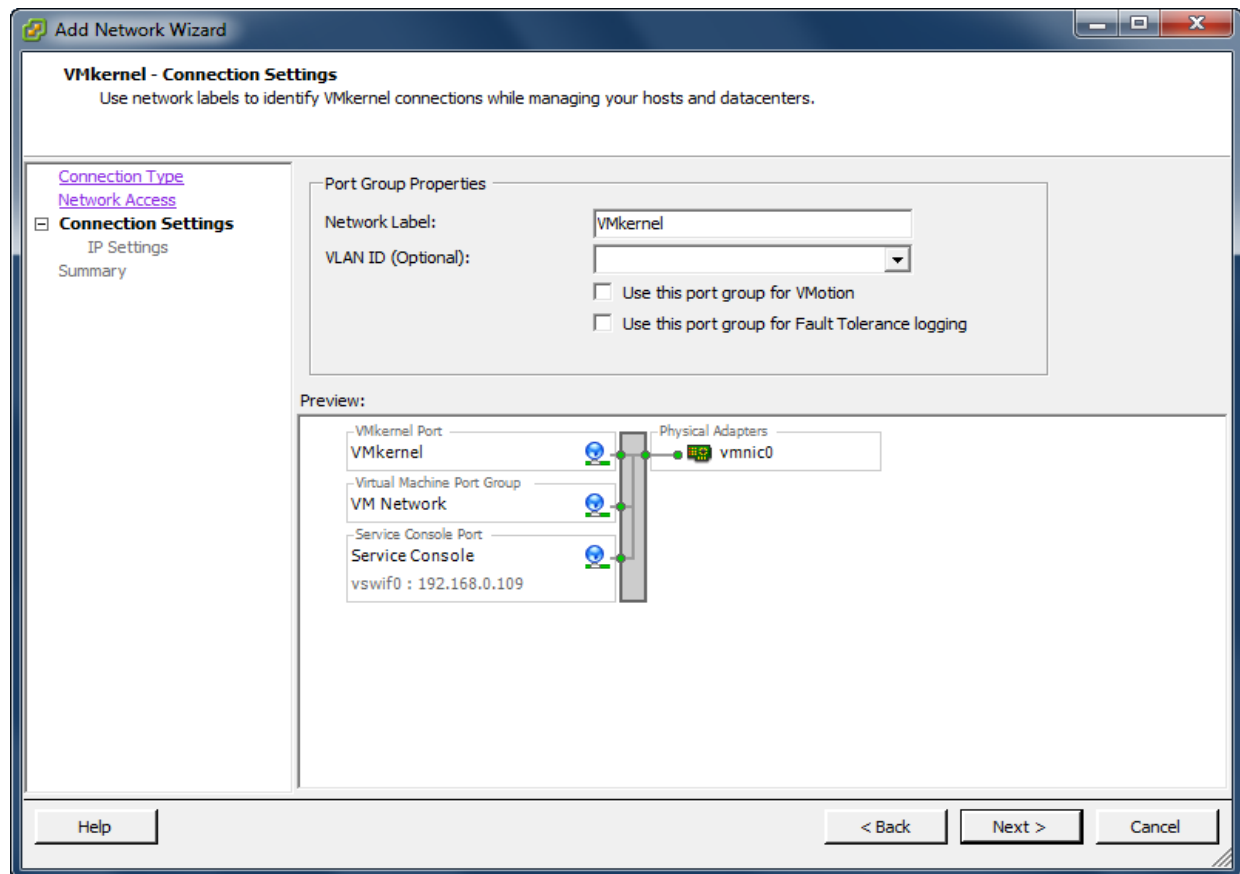 Add Network Wizard
VMkernel - Connection Settings
Use network labels to identify VMkernel connections while managing your hosts and datacenters.
Connection Type
Network Access
Connection Settings
IP Settings
Summary
Port Group Properties
Network Label:
VMkernel
VLAN ID (Optional):
Use this port group for VMotion
Use this port group for Fault Tolerance logging
Preview:
VMkernel Port
VMkernel
Physical Adapters
vmnic0
Virtual Machine Port Group
VM Network
Service Console Port
Service Console
vswif0 : 192.168.0.109
Help
< Back
Next >
Cancel